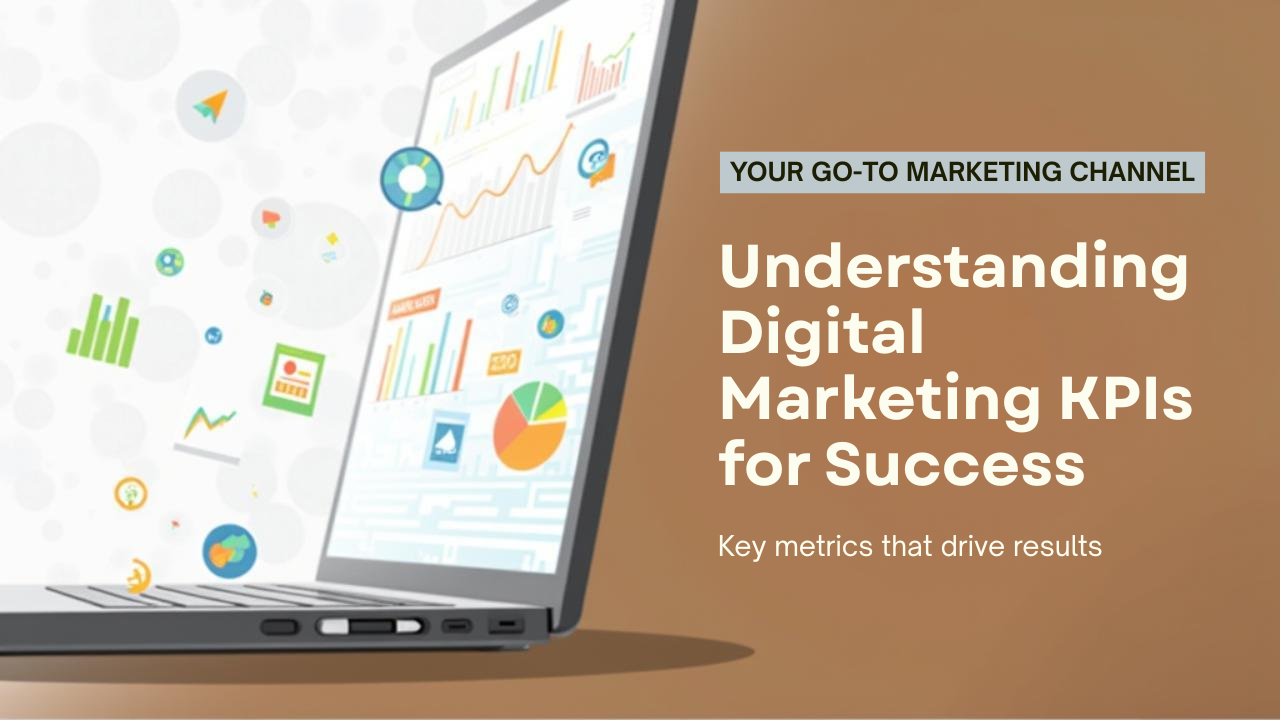 YOUR GO-TO MARKETING CHANNEL
Understanding
Digital
Marketing KPIs
for Success
Key metrics that drive results